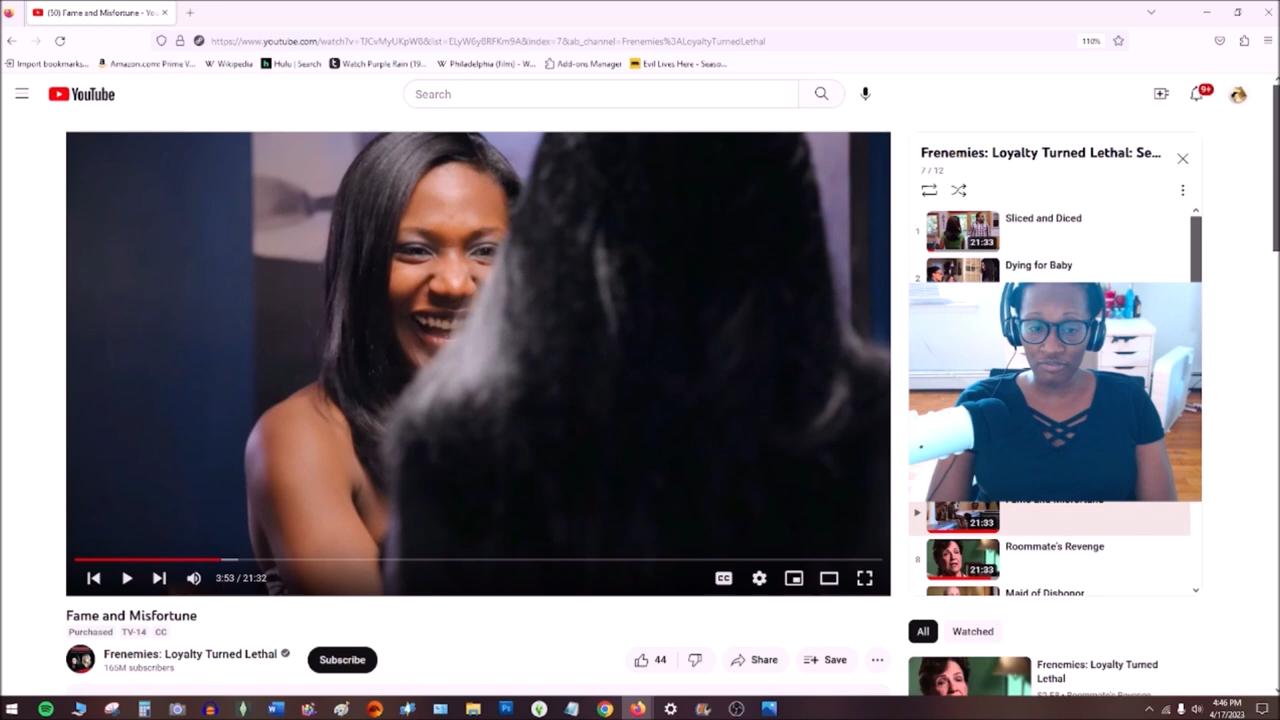 (50) Fame and Misfortune - You
https://www.youtube.com/watch?v=TJCvMyUKpW8&list=ELyW6y8RFKm9A&index=7&ab_channel=Frenemies%3ALoyaltyTurnedLethal
110%
Import bookmarks...
Amazon.com: Prime V...
Wikipedia
Hulu | Search
Watch Purple Rain (19...
Philadelphia (film) - W...
Add-ons Manager
Evil Lives Here - Seaso...
YouTube
Search
9+
Frenemies: Loyalty Turned Lethal: Se...
7 / 12
1
21:33
Sliced and Diced
2
Dying for Baby
21:33
8
21:33
Roommate's Revenge
Maid of Dishonor
3:53 / 21:32
CC
Fame and Misfortune
Purchased TV-14 CC
Frenemies: Loyalty Turned Lethal
165M subscribers
Subscribe
44
Share
Save
All
Watched
Frenemies: Loyalty Turned
Lethal
4:46 PM
4/17/2023